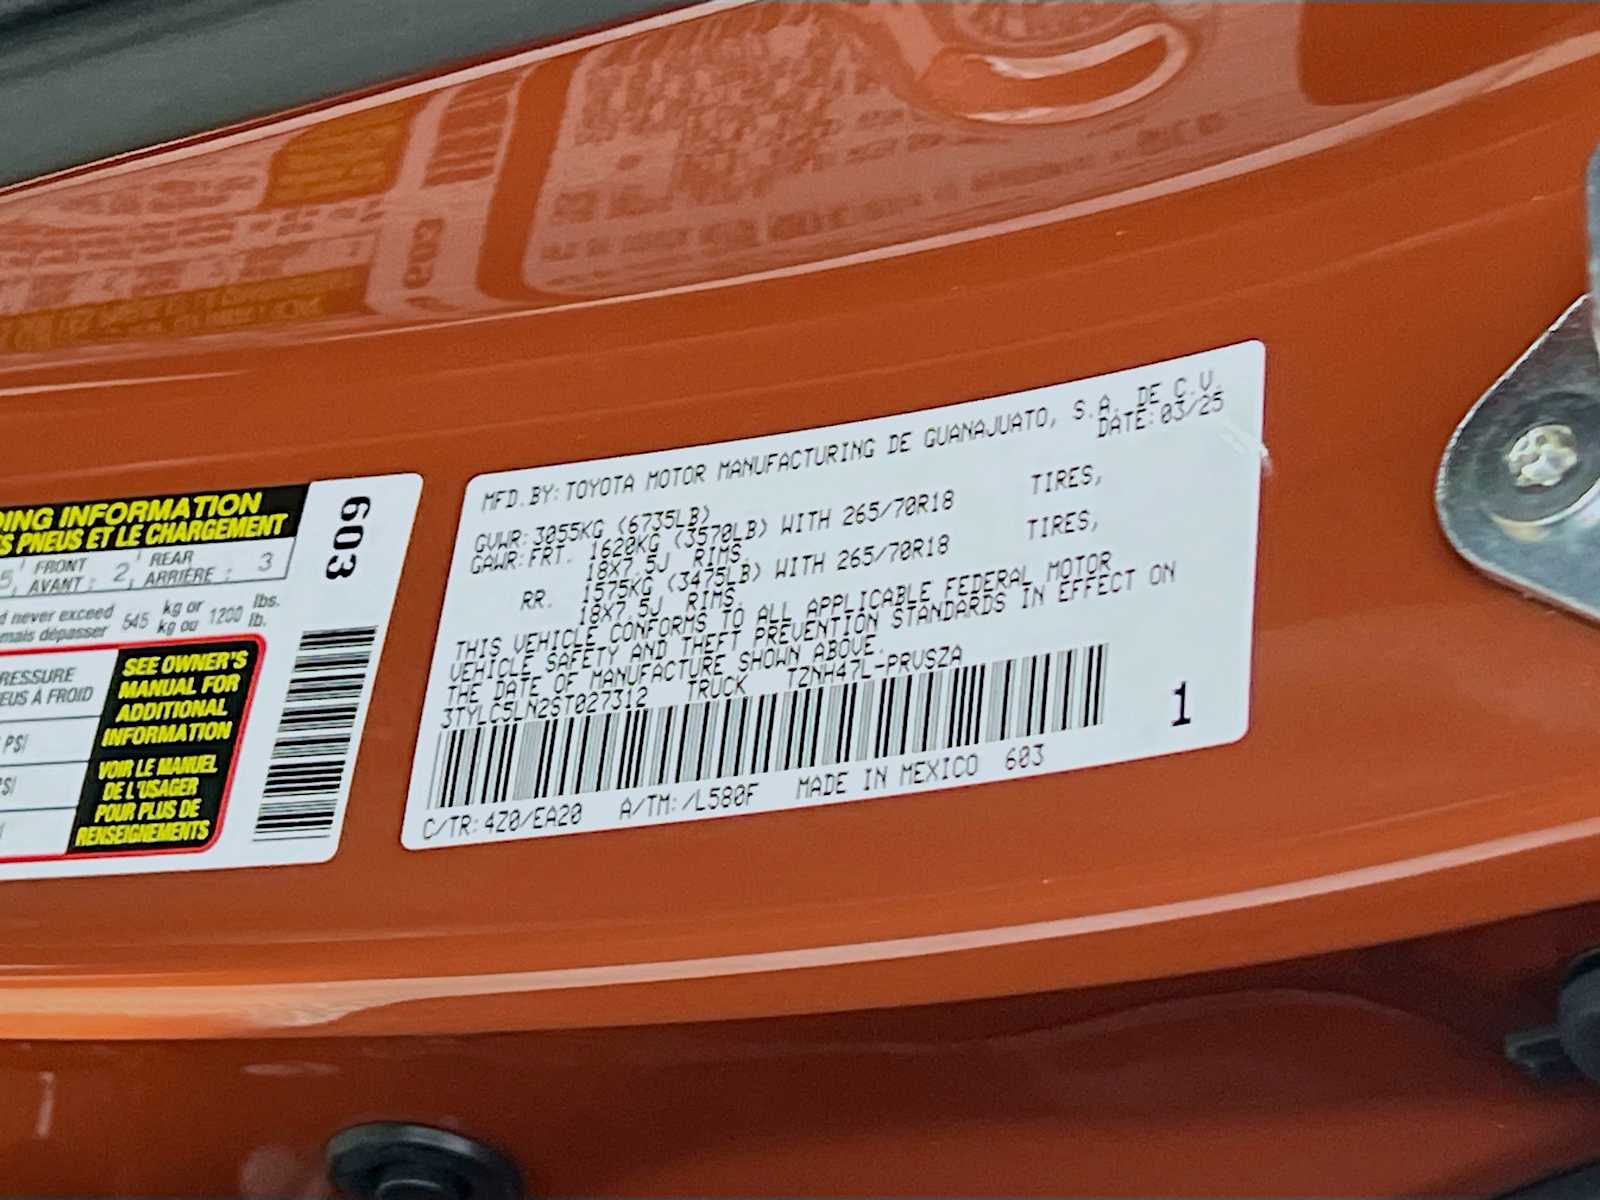 DING INFORMATION
S PNEUS ET LE CHARGEMENT
5, FRONT AVANT : 2, REAR ARRIÈRE : 3
d never exceed 545 kg or 1200 lbs.
mais dépasser kg ou lb.
RESSURE
EUS À FROID
PSI
PSI
SEE OWNER'S
MANUAL FOR
ADDITIONAL
INFORMATION
VOIR LE MANUEL
DE L'USAGER
POUR PLUS DE
RENSEIGNEMENTS
603
MFD.BY:TOYOTA MOTOR MANUFACTURING DE GUANAJUATO, S.A. DE C.V.
DATE:03/25
GVWR:3055KG (6735LB)
GAWR:FRT. 1620KG (3570LB) WITH 265/70R18 TIRES,
18X7.5J RIMS.
RR. 1575KG (3475LB) WITH 265/70R18 TIRES,
18X7.5J RIMS.
THIS VEHICLE CONFORMS TO ALL APPLICABLE FEDERAL MOTOR
VEHICLE SAFETY AND THEFT PREVENTION STANDARDS IN EFFECT ON
THE DATE OF MANUFACTURE SHOWN ABOVE.
3TYLC5LN2ST027312 TRUCK TZNH47L-PRVSZA
1
C/TR:4Z0/EA20 A/TM:/L580F MADE IN MEXICO 603